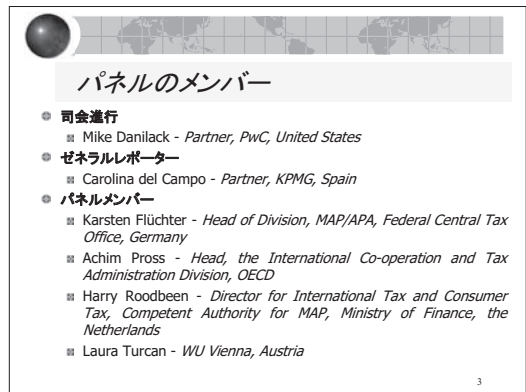 パネルのメンバー
司会進行
Mike Danilack - Partner, PwC, United States
ゼネラルレポーター
Carolina del Campo - Partner, KPMG, Spain
パネルメンバー
Karsten Flüchter - Head of Division, MAP/APA, Federal Central Tax
Office, Germany
Achim Pross - Head, the International Co-operation and Tax
Administration Division, OECD
Harry Roodbeen - Director for International Tax and Consumer
Tax, Competent Authority for MAP, Ministry of Finance, the
Netherlands
Laura Turcan - WU Vienna, Austria
3